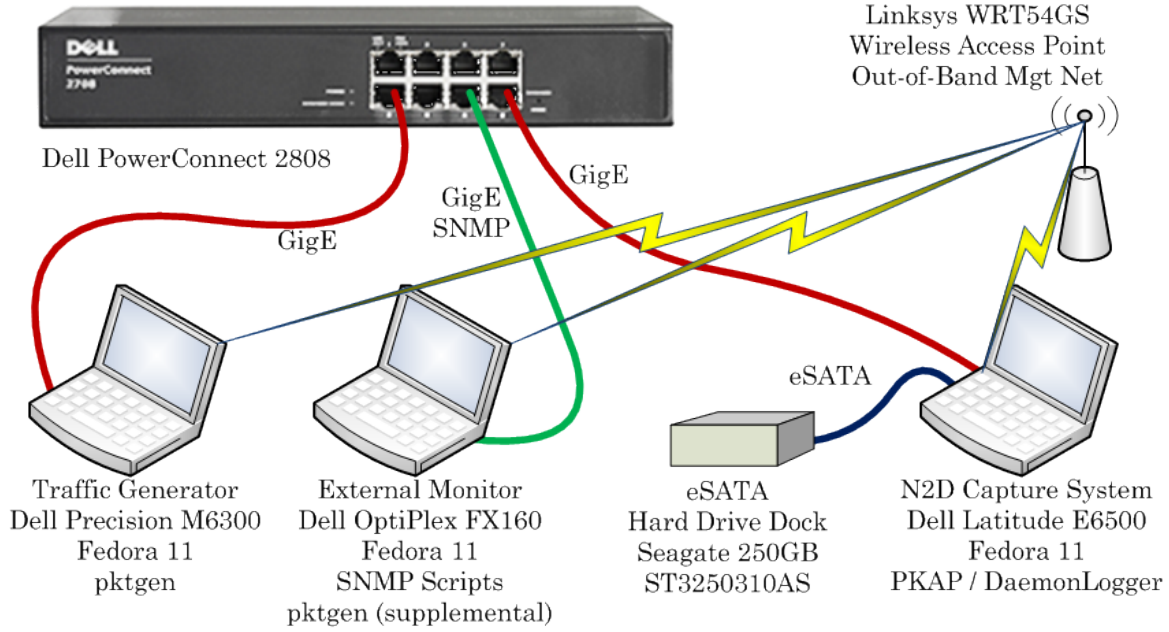 DELL
PowerConnect
2708
Dell PowerConnect 2808
Linksys WRT54GS
Wireless Access Point
Out-of-Band Mgt Net
GigE
GigE
SNMP
GigE
eSATA
Traffic Generator
Dell Precision M6300
Fedora 11
pktgen
External Monitor
Dell OptiPlex FX160
Fedora 11
SNMP Scripts
pktgen (supplemental)
eSATA
Hard Drive Dock
Seagate 250GB
ST3250310AS
N2D Capture System
Dell Latitude E6500
Fedora 11
PKAP / DaemonLogger